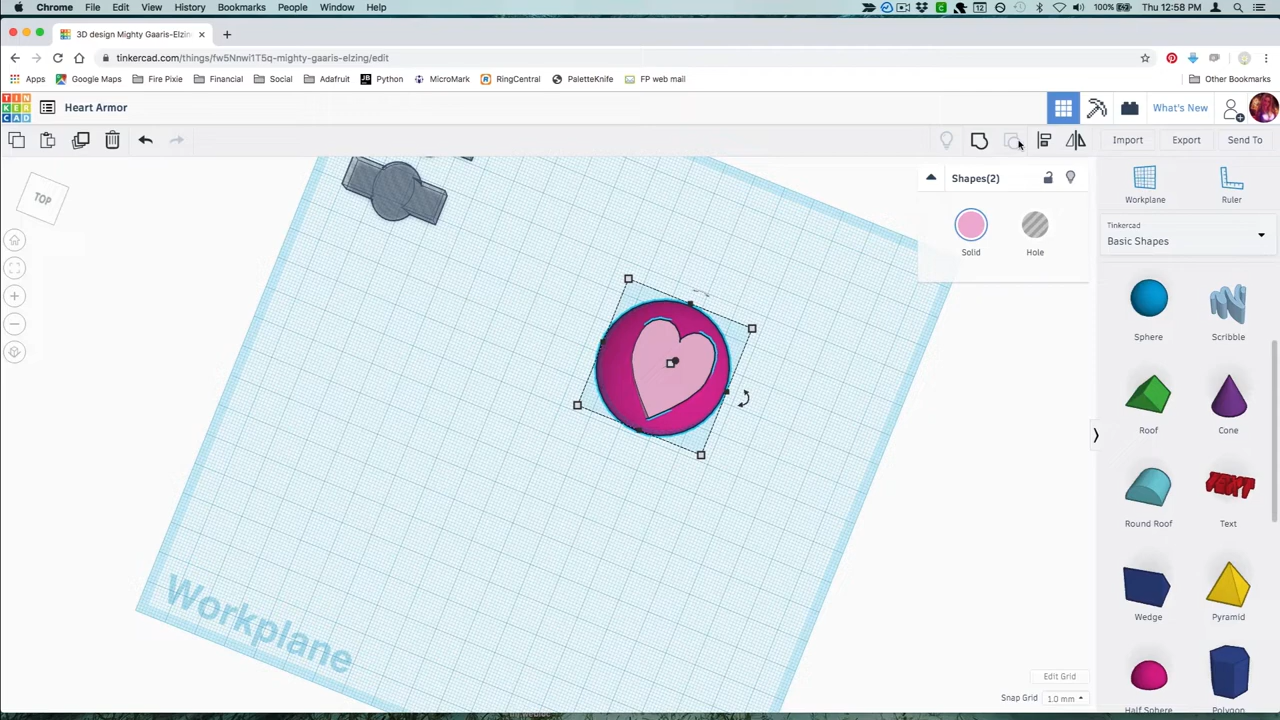 Chrome File Edit View History Bookmarks People Window Help 12 100% Thu 12:58 PM
3D design Mighty Gaaris-Elzing
tinkercad.com/things/fw5Nnwl1T5q-mighty-gaaris-elzing/edit
Apps Google Maps Fire Pixie Financial Social Adafruit Python MicroMark RingCentral PaletteKnife FP web mail Other Bookmarks
TIN
KER
CAD
Heart Armor
What's New
Import Export Send To
Shapes(2)
TOP
Solid Hole
Workplane Ruler
Tinkercad
Basic Shapes
Sphere Scribble
Roof Cone
TEXT
Round Roof Text
Wedge Pyramid
Half Sphere Polygon
Workplane
Edit Grid
Snap Grid 1.0 mm